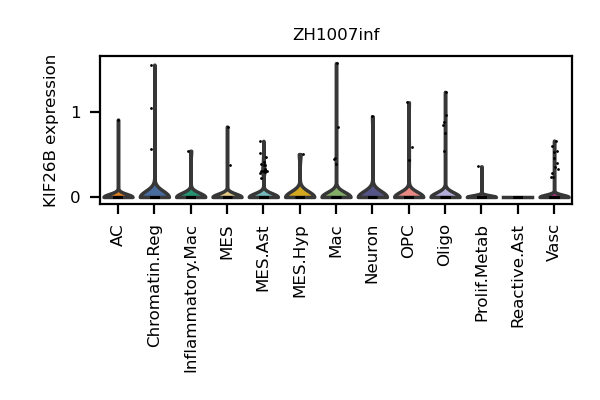 ZH1007inf
KIF26B expression
1
0
AC
Chromatin.Reg
Inflammatory.Mac
MES
MES.Ast
MES.Hyp
Mac
Neuron
OPC
Oligo
Prolif.Metab
Reactive.Ast
Vasc